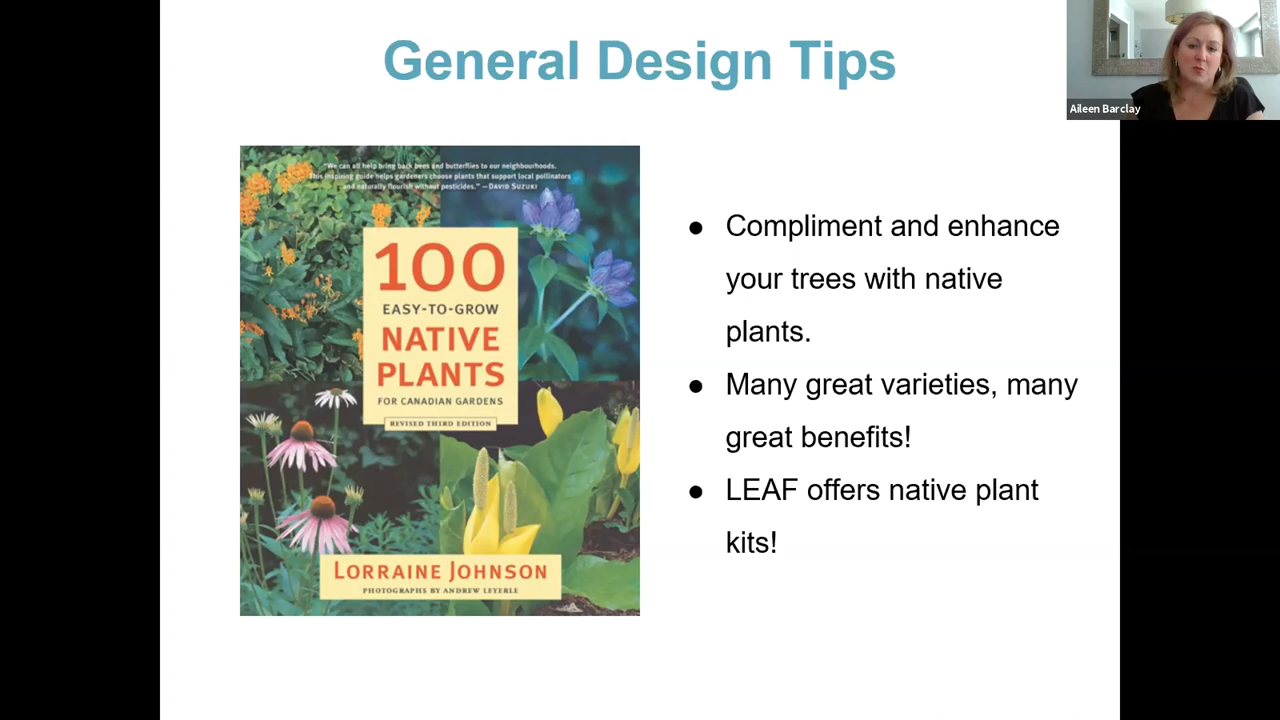 General Design Tips
Aileen Barclay
"We can all help bring back bees and butterflies to our neighbourhoods.
This inspiring guide helps gardeners choose plants that support local pollinators
and naturally flourish without pesticides." —DAVID SUZUKI
100
EASY-TO-GROW
NATIVE
PLANTS
FOR CANADIAN GARDENS
REVISED THIRD EDITION
LORRAINE JOHNSON
PHOTOGRAPHS BY ANDREW LEYERLE
● Compliment and enhance
your trees with native
plants.
● Many great varieties, many
great benefits!
● LEAF offers native plant
kits!